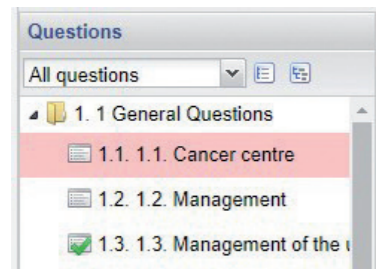 Questions
All questions
1. 1 General Questions
1.1. 1.1. Cancer centre
1.2. 1.2. Management
1.3. 1.3. Management of the